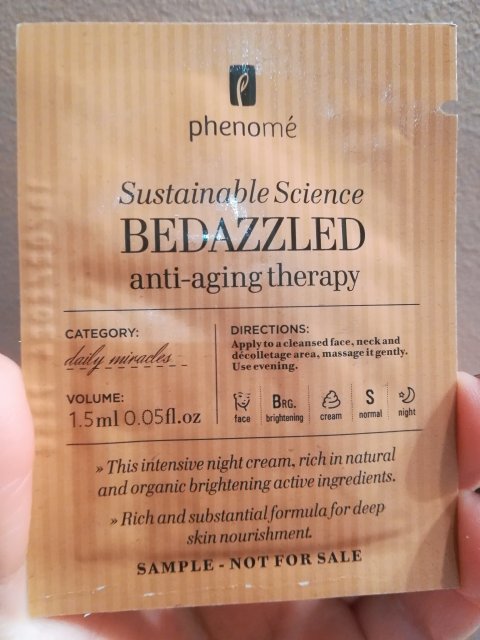 phenomé
Sustainable Science
BEDAZZLED
anti-aging therapy
CATEGORY:
daily miracles
VOLUME:
1.5ml 0.05fl.oz
DIRECTIONS:
Apply to a cleansed face, neck and
décolletage area, massage it gently.
Use evening.
face
BRG.
brightening
cream
S
normal
night
» This intensive night cream, rich in natural
and organic brightening active ingredients.
» Rich and substantial formula for deep
skin nourishment.
SAMPLE - NOT FOR SALE